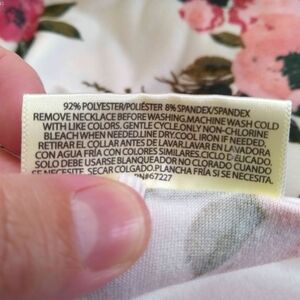 92% POLYESTER/POLIÉSTER 8% SPANDEX/SPANDEX
REMOVE NECKLACE BEFORE WASHING.MACHINE WASH COLD
WITH LIKE COLORS. GENTLE CYCLE.ONLY NON-CHLORINE
BLEACH WHEN NEEDED.LINE DRY.COOL IRON IF NEEDED.
RETIRAR EL COLLAR ANTES DE LAVAR.LAVAR EN LAVADORA
CON AGUA FRÍA CON COLORES SIMILARES.CICLO DELICADO.
SOLO DEBE USARSE BLANQUEADOR NO CLORADO CUANDO
SE NECESITE. SECAR COLGADO.PLANCHA FRÍA SI SE NECESITA.
RN#67227